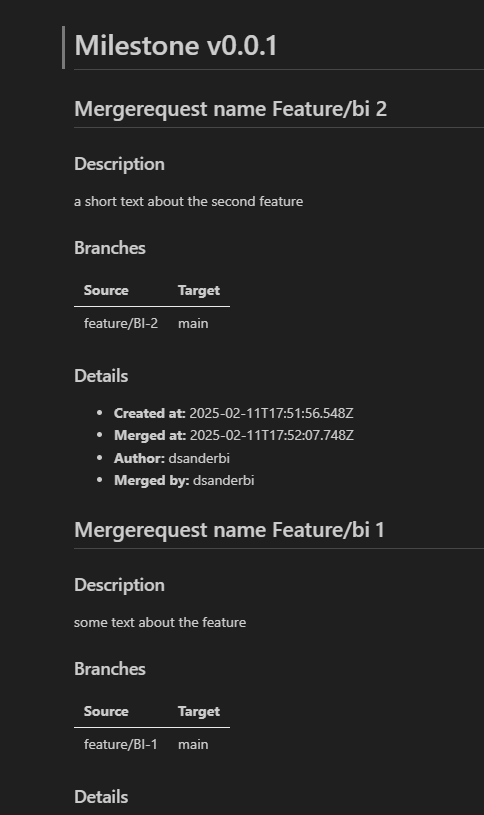 Milestone v0.0.1
Mergerequest name Feature/bi 2
Description
a short text about the second feature
Branches
Source Target
feature/BI-2 main
Details
• Created at: 2025-02-11T17:51:56.548Z
• Merged at: 2025-02-11T17:52:07.748Z
• Author: dsanderbi
• Merged by: dsanderbi
Mergerequest name Feature/bi 1
Description
some text about the feature
Branches
Source Target
feature/BI-1 main
Details